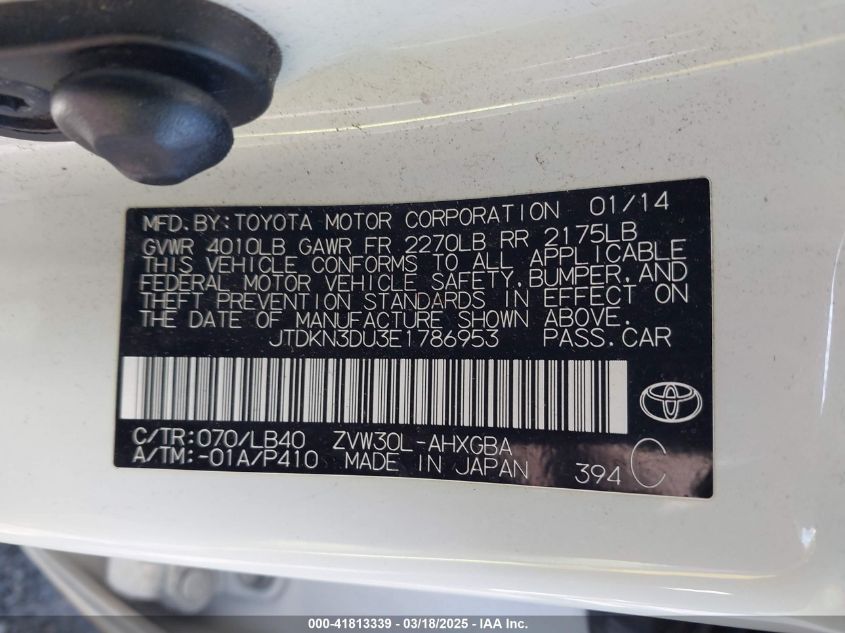 MFD.BY:TOYOTA MOTOR CORPORATION 01/14
GVWR 4010LB GAWR FR 2270LB RR 2175LB
THIS VEHICLE CONFORMS TO ALL APPLICABLE
FEDERAL MOTOR VEHICLE SAFETY,BUMPER,AND
THEFT PREVENTION STANDARDS IN EFFECT ON
THE DATE OF MANUFACTURE SHOWN ABOVE.
JTDKN3DU3E1786953 PASS.CAR
C/TR:070/LB40 ZVW30L-AHXGBA
A/TM:-01A/P410 MADE IN JAPAN 394 C
000-41813339 - 03/18/2025 - IAA Inc.